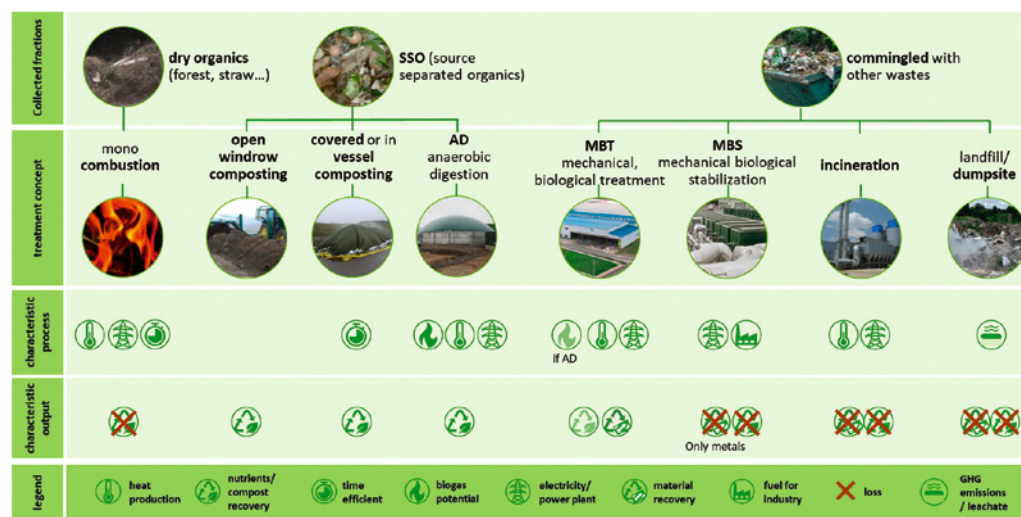 Collected fractions
dry organics
(forest, straw...)
SSO (source
separated organics)
commingled with
other wastes
treatment concept
mono
combustion
open
windrow
composting
covered or in
vessel
composting
AD
anaerobic
digestion
MBT
mechanical,
biological treatment
MBS
mechanical biological
stabilization
incineration
landfill/
dumpsite
characteristic
process
if AD
characteristic
output
Only metals
legend
heat
production
nutrients/
compost
recovery
time
efficient
biogas
potential
electricity/
power plant
material
recovery
fuel for
industry
loss
GHG
emissions
/ leachate